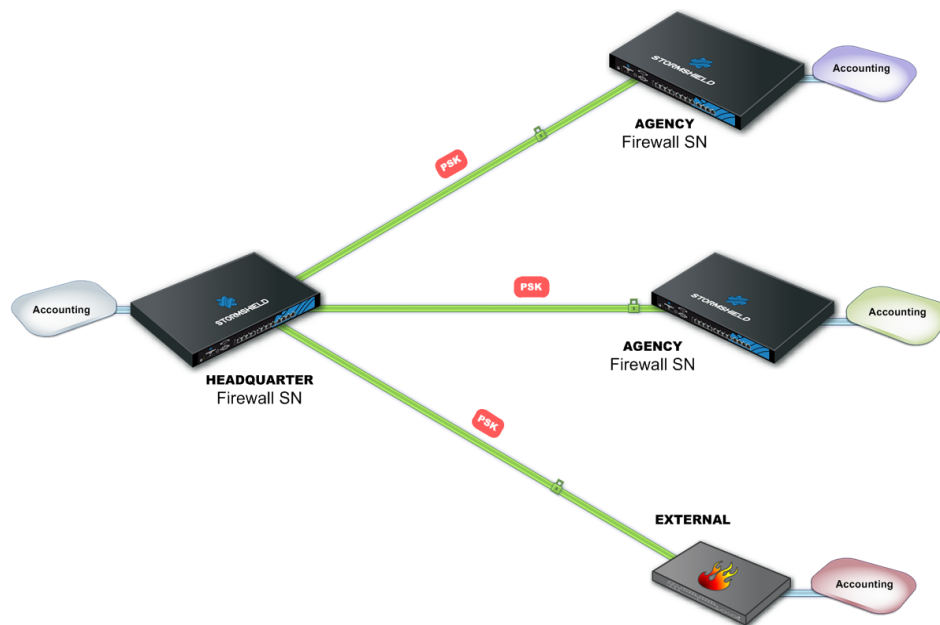 STORMSHIELD
Accounting
AGENCY
Firewall SN
PSK
Accounting
STORMSHIELD
HEADQUARTER
Firewall SN
PSK
STORMSHIELD
Accounting
AGENCY
Firewall SN
PSK
EXTERNAL
Accounting